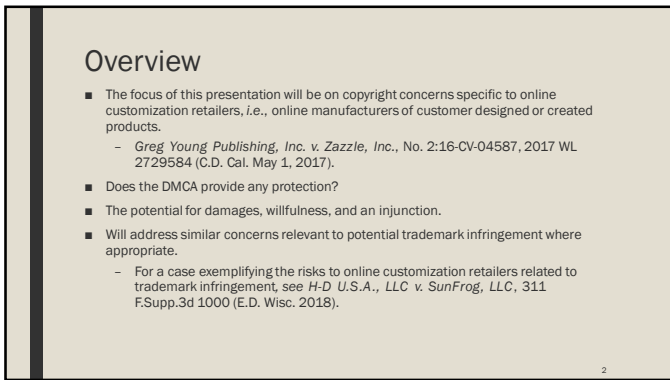 Overview
■ The focus of this presentation will be on copyright concerns specific to online
customization retailers, i.e., online manufacturers of customer designed or created
products.
– Greg Young Publishing, Inc. v. Zazzle, Inc., No. 2:16-CV-04587, 2017 WL
2729584 (C.D. Cal. May 1, 2017).
■ Does the DMCA provide any protection?
■ The potential for damages, willfulness, and an injunction.
■ Will address similar concerns relevant to potential trademark infringement where
appropriate.
– For a case exemplifying the risks to online customization retailers related to
trademark infringement, see H-D U.S.A., LLC v. SunFrog, LLC, 311
F.Supp.3d 1000 (E.D. Wisc. 2018).
2